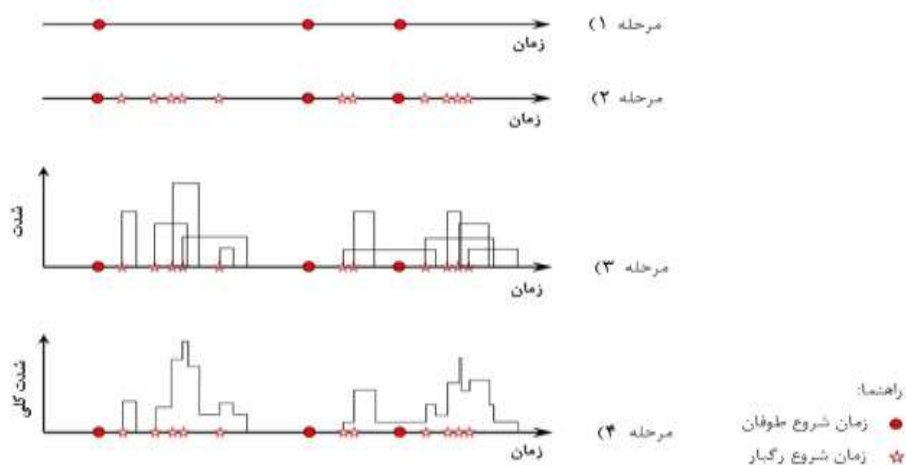 مرحله ۱)
زمان
مرحله ۲)
زمان
شدت
مرحله ۳)
زمان
شدت کلی
مرحله ۴)
زمان
راهنما:
زمان شروع طوفان
زمان شروع رگبار